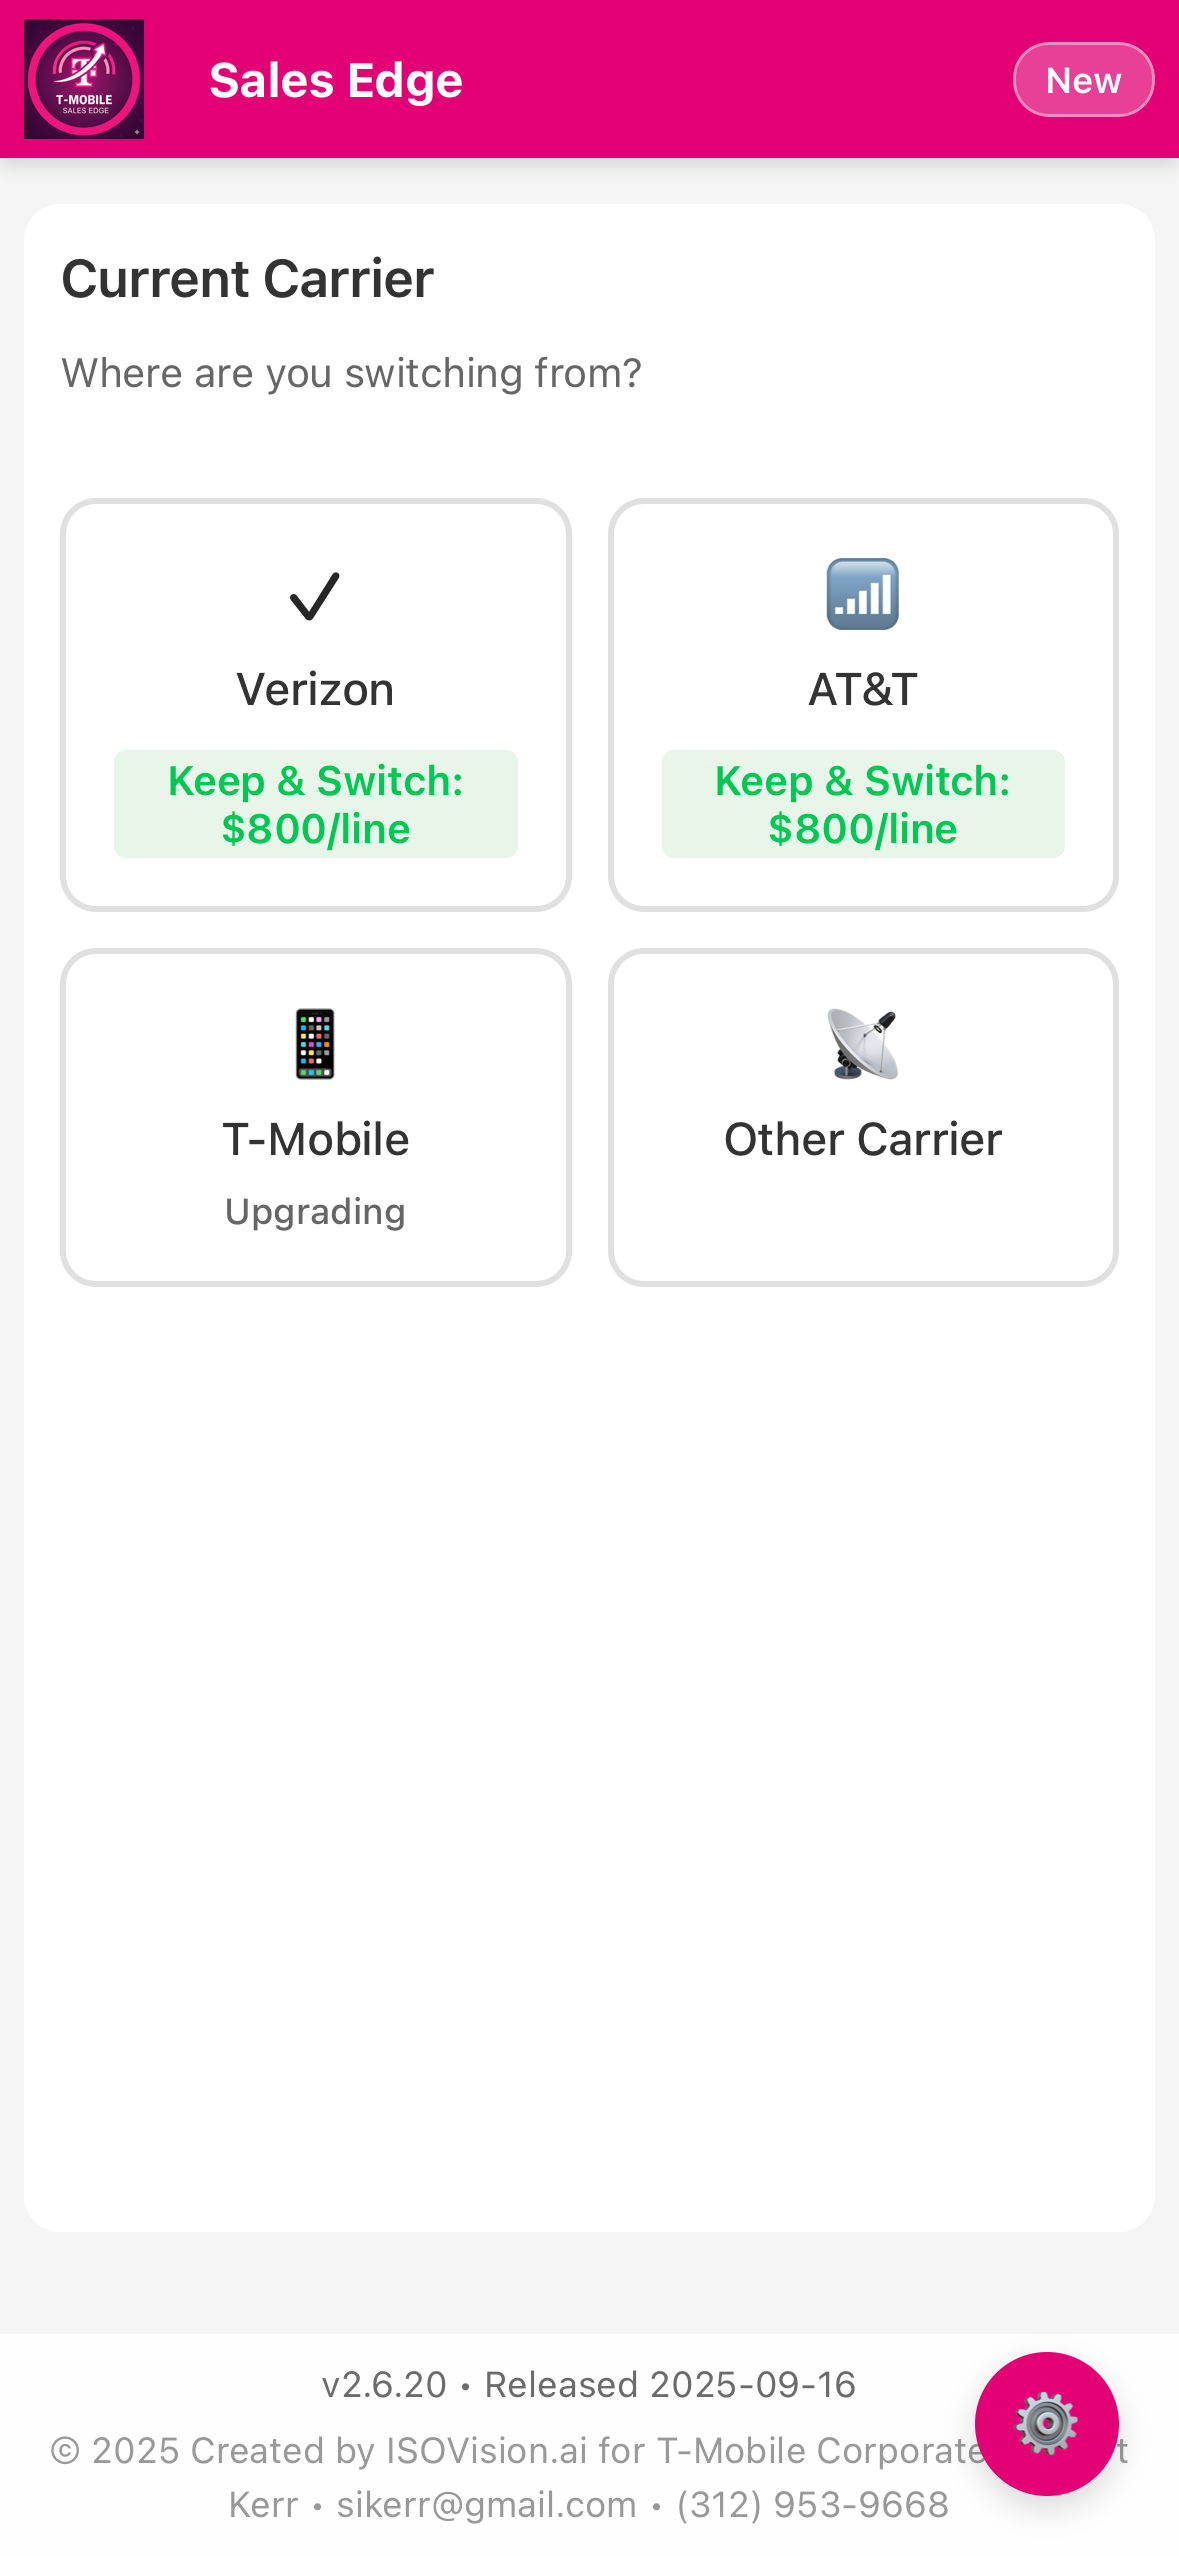 T-MOBILE
SALES EDGE
Sales Edge
New
Current Carrier
Where are you switching from?
Verizon
Keep & Switch:
$800/line
AT&T
Keep & Switch:
$800/line
T-Mobile
Upgrading
Other Carrier
v2.6.20 • Released 2025-09-16
© 2025 Created by ISOVision.ai for T-Mobile Corporate
Kerr • sikerr@gmail.com • (312) 953-9668